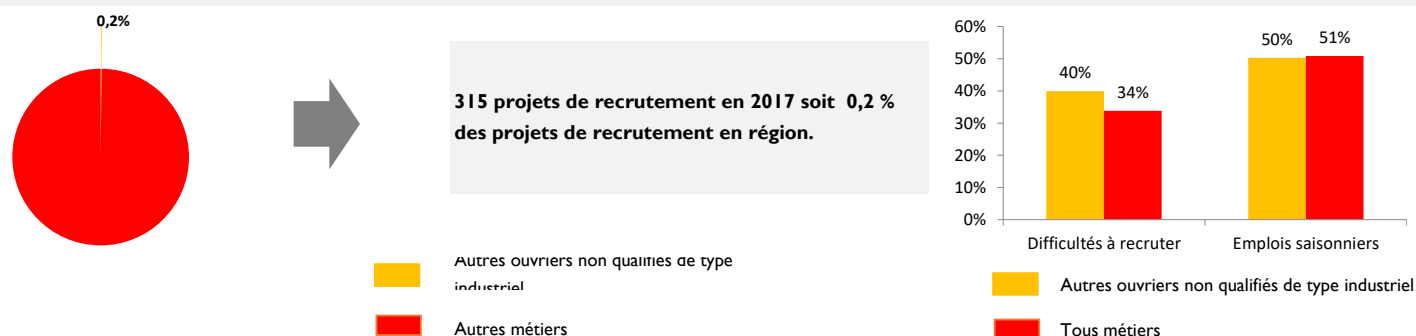 0,2%
315 projets de recrutement en 2017 soit 0,2 %
des projets de recrutement en région.
Autres ouvriers non qualifiés de type
industriel
Autres métiers
60%
50%
40%
30%
20%
10%
0%
40%
34%
50%
51%
Difficultés à recruter
Emplois saisonniers
Autres ouvriers non qualifiés de type industriel
Tous métiers